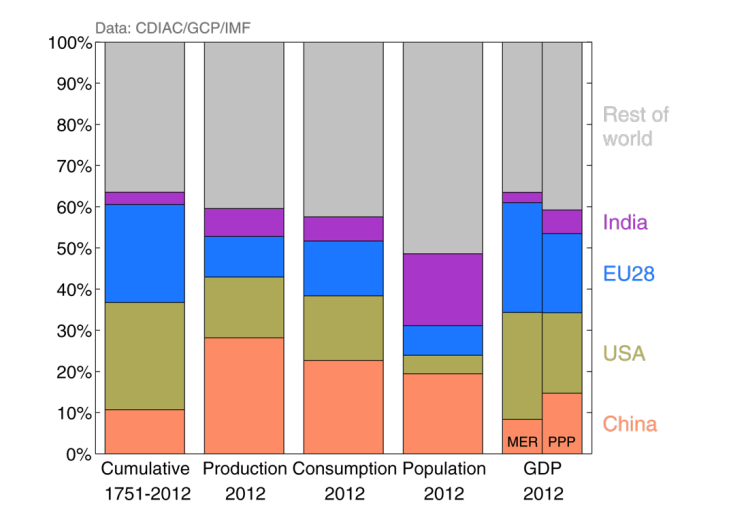 Data: CDIAC/GCP/IMF
100%
90%
80%
70%
60%
50%
40%
30%
20%
10%
0%
Rest of
world
India
EU28
USA
China
MER PPP
Cumulative Production Consumption Population GDP
1751-2012 2012 2012 2012 2012